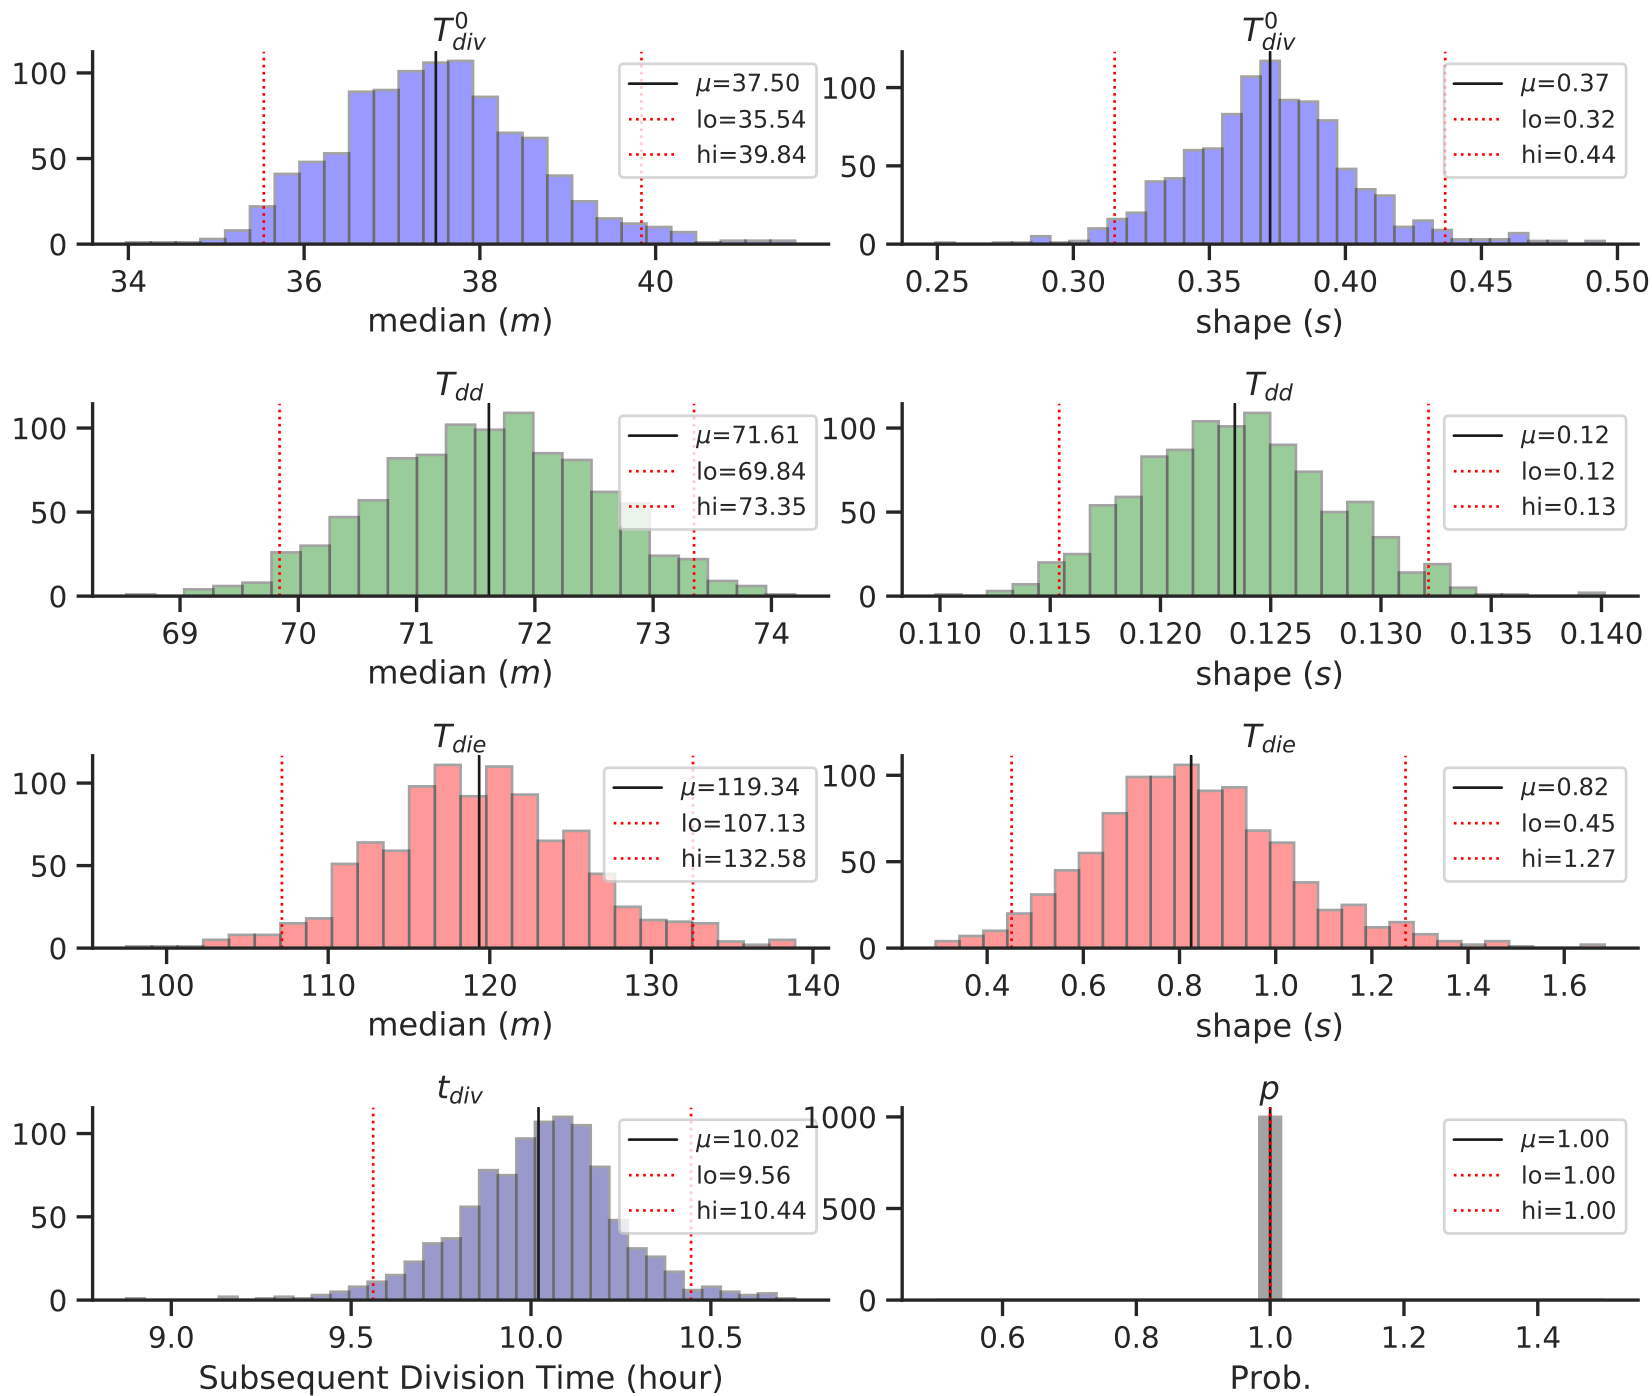 T⁰div
100
50
0
μ=37.50
lo=35.54
hi=39.84
34 36 38 40
median (m)
T⁰div
100
50
0
μ=0.37
lo=0.32
hi=0.44
0.25 0.30 0.35 0.40 0.45 0.50
shape (s)
Tdd
100
50
0
μ=71.61
lo=69.84
hi=73.35
69 70 71 72 73 74
median (m)
Tdd
100
50
0
μ=0.12
lo=0.12
hi=0.13
0.110 0.115 0.120 0.125 0.130 0.135 0.140
shape (s)
Tdie
100
50
0
μ=119.34
lo=107.13
hi=132.58
100 110 120 130 140
median (m)
Tdie
100
50
0
μ=0.82
lo=0.45
hi=1.27
0.4 0.6 0.8 1.0 1.2 1.4 1.6
shape (s)
tdiv
100
50
0
μ=10.02
lo=9.56
hi=10.44
9.0 9.5 10.0 10.5
Subsequent Division Time (hour)
p
1000
500
0
μ=1.00
lo=1.00
hi=1.00
0.6 0.8 1.0 1.2 1.4
Prob.